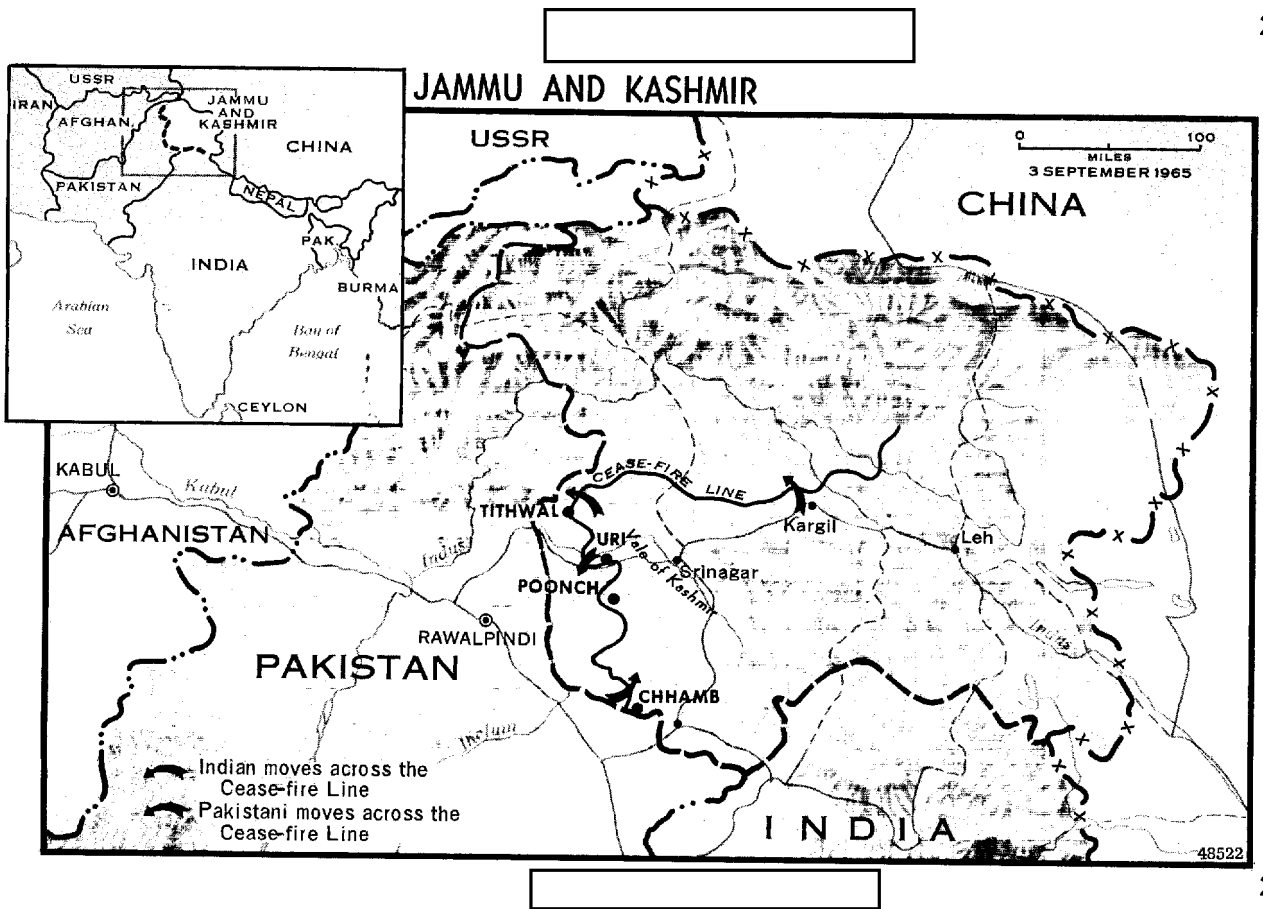 JAMMU AND KASHMIR
USSR
IRAN
AFGHAN.
JAMMU
AND
KASHMIR
CHINA
PAKISTAN
NEPAL
PAK.
INDIA
BURMA
Arabian
Sea
Bay of
Bengal
CEYLON
USSR
0 100
MILES
3 SEPTEMBER 1965
CHINA
KABUL
Kabul
AFGHANISTAN
CEASE-FIRE LINE
TITHWAL
Kargil
Indus
URI
Vale of Kashmir
Srinagar
Leh
POONCH
RAWALPINDI
Indus
PAKISTAN
CHHAMB
Indian moves across the
Cease-fire Line
Pakistani moves across the
Cease-fire Line
INDIA
48522